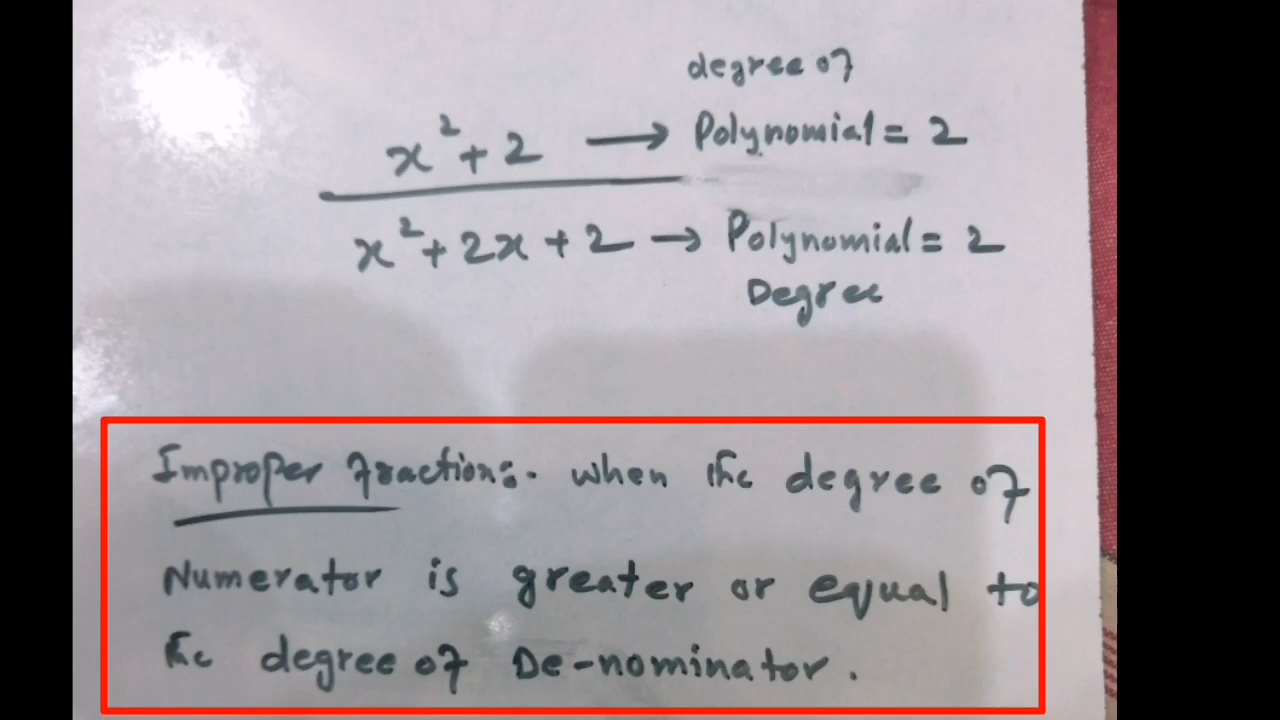 degree of
x²+2 → Polynomial = 2
x²+2x+2 → Polynomial = 2
Degree
Improper fraction:- when the degree of
Numerator is greater or equal to
the degree of De-nominator.